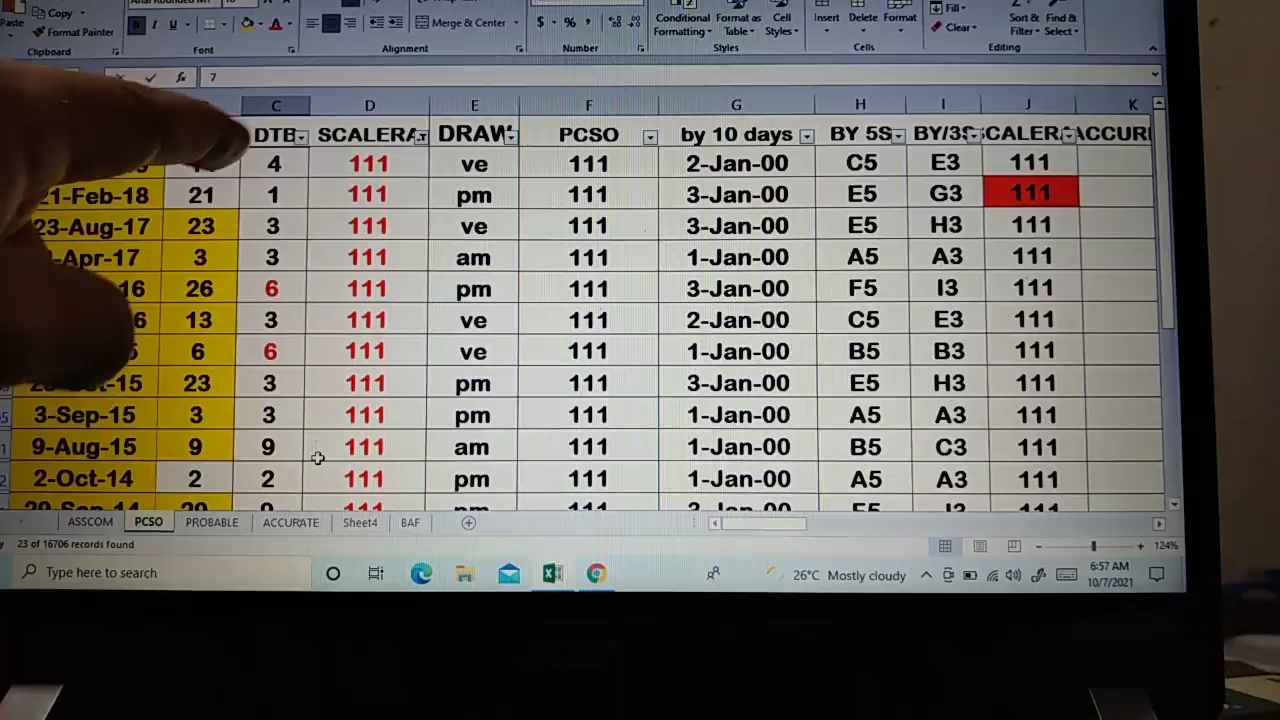 Paste Copy Format Painter Merge & Center $ % , Conditional Formatting Format as Table Cell Styles Insert Delete Format Fill Clear Sort & Filter Find & Select
Clipboard Font Alignment Number Styles Cells Editing
fx 7
C D E F G H I J K
DTB DRAW PCSO by 10 days BY 5S
4 111 ve 111 2-Jan-00 C5 E3 111
21-Feb-18 21 1 111 pm 111 3-Jan-00 E5 G3 111
23-Aug-17 23 3 111 ve 111 3-Jan-00 E5 H3 111
-Apr-17 3 3 111 am 111 1-Jan-00 A5 A3 111
16 26 6 111 pm 111 3-Jan-00 F5 I3 111
6 13 3 111 ve 111 2-Jan-00 C5 E3 111
6 6 111 ve 111 1-Jan-00 B5 B3 111
-15 23 3 111 pm 111 3-Jan-00 E5 H3 111
3-Sep-15 3 3 111 pm 111 1-Jan-00 A5 A3 111
9-Aug-15 9 9 111 am 111 1-Jan-00 B5 C3 111
2-Oct-14 2 2 111 pm 111 1-Jan-00 A5 A3 111
ASSCOM PCSO PROBABLE ACCURATE Sheet4 BAF
23 of 16706 records found 124%
Type here to search 26°C Mostly cloudy 6:57 AM
10/7/2021